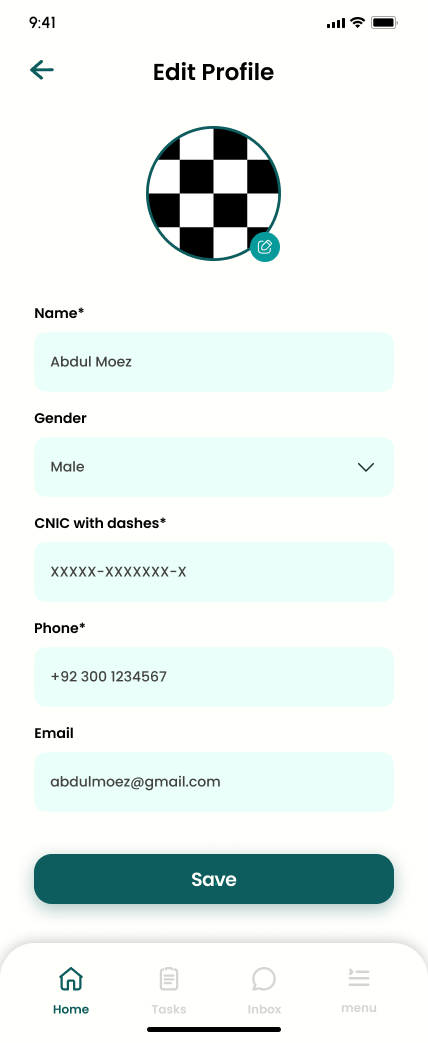 9:41
Edit Profile
Name*
Abdul Moez
Gender
Male
CNIC with dashes*
XXXXX-XXXXXXX-X
Phone*
+92 300 1234567
Email
abdulmoez@gmail.com
Save
Home Tasks Inbox menu